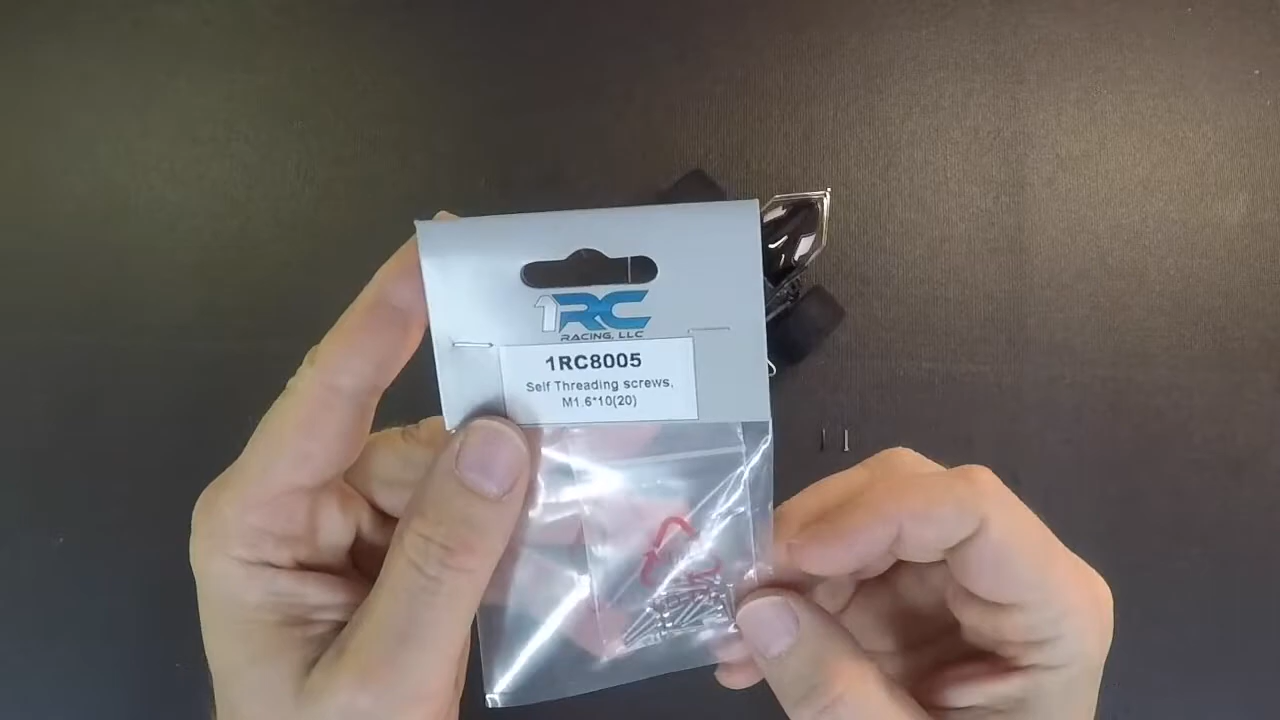 1RC
RACING, LLC
1RC8005
Self Threading screws,
M1.6*10(20)